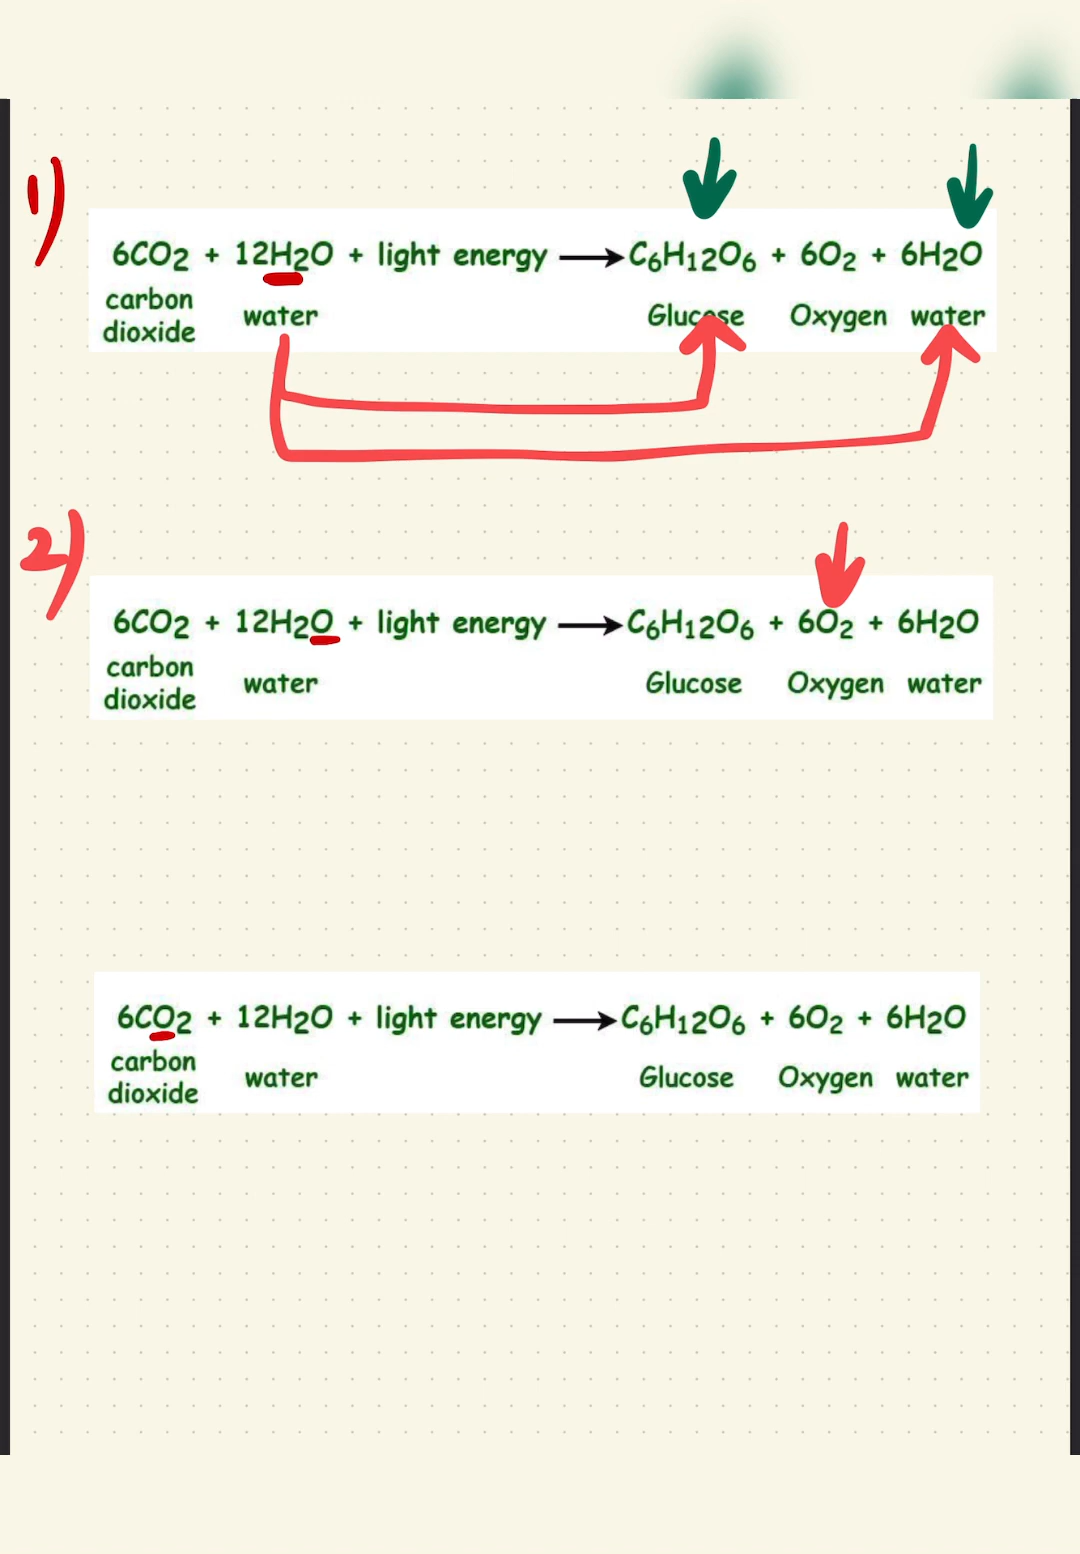 1)
6CO2 + 12H2O + light energy ⟶ C6H12O6 + 6O2 + 6H2O
carbon dioxide water Glucose Oxygen water
2)
6CO2 + 12H2O + light energy ⟶ C6H12O6 + 6O2 + 6H2O
carbon dioxide water Glucose Oxygen water
6CO2 + 12H2O + light energy ⟶ C6H12O6 + 6O2 + 6H2O
carbon dioxide water Glucose Oxygen water